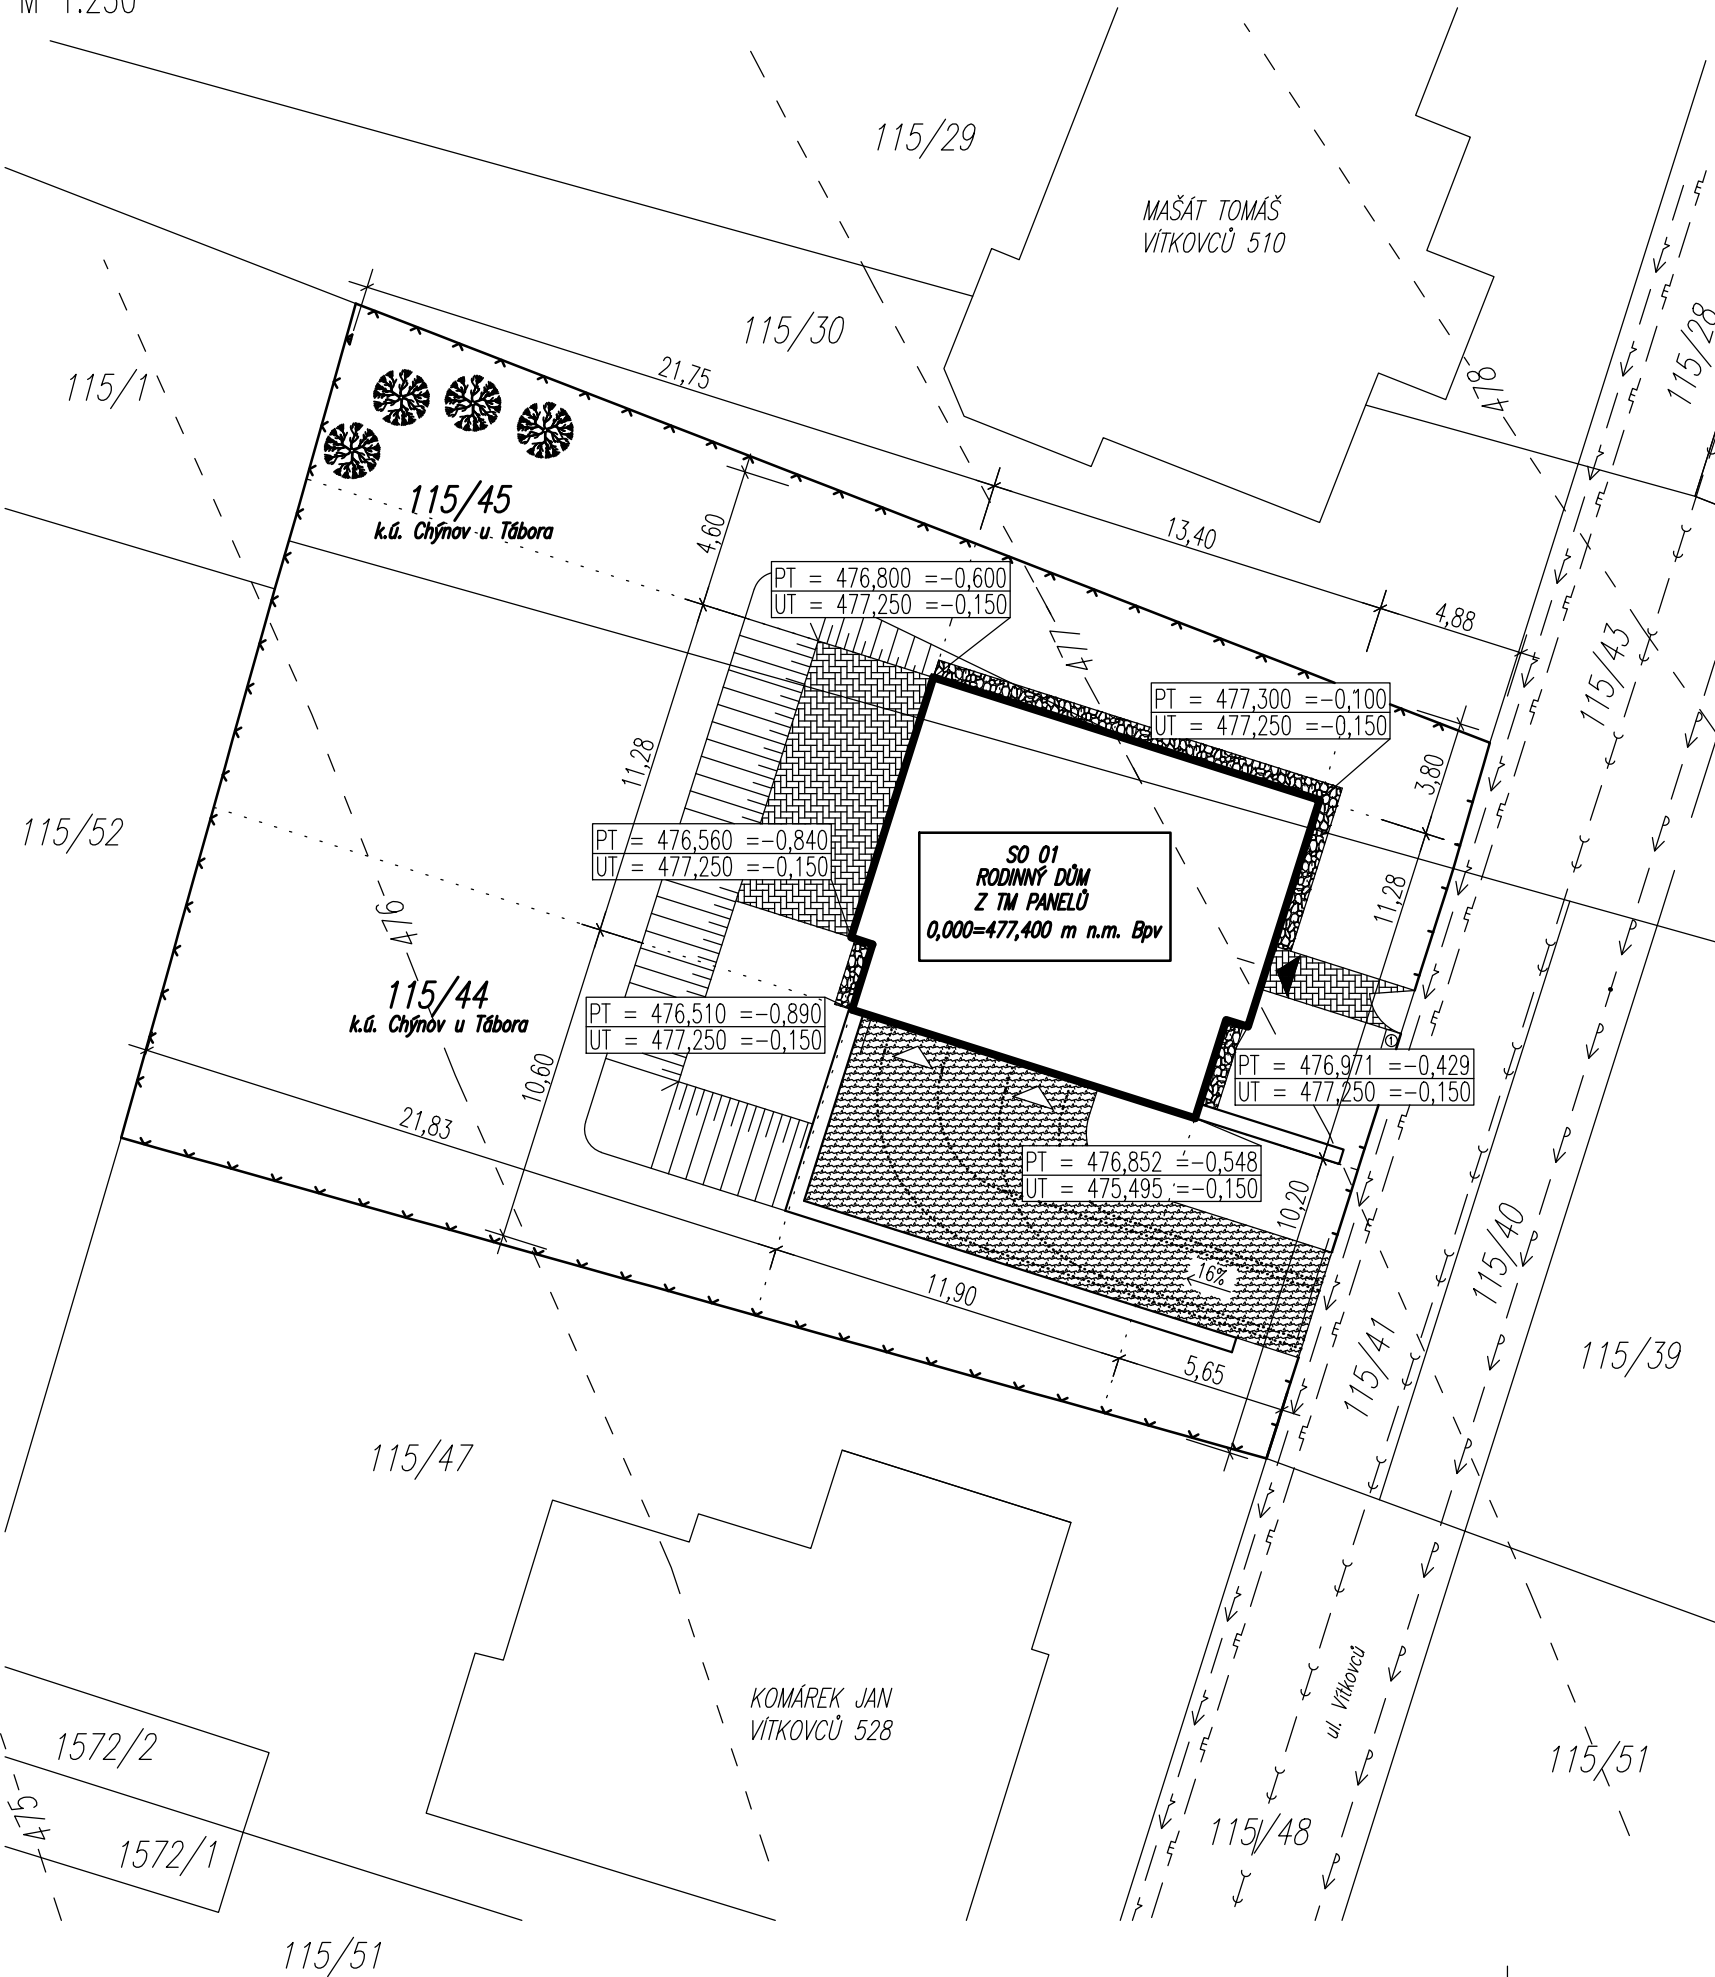 M 1:250
115/29
MAŠÁT TOMÁŠ
VÍTKOVCŮ 510
115/30
115/28
115/1
21,75
478
115/45
k.ú. Chýnov u Tábora
4,60
13,40
PT = 476,800 =-0,600
UT = 477,250 =-0,150
4,88
477
115/43
PT = 477,300 =-0,100
UT = 477,250 =-0,150
11,28
3,80
115/52
PT = 476,560 =-0,840
UT = 477,250 =-0,150
SO 01
RODINNÝ DŮM
Z TM PANELŮ
0,000=477,400 m n.m. Bpv
11,28
476
115/44
k.ú. Chýnov u Tábora
PT = 476,510 =-0,890
UT = 477,250 =-0,150
1
PT = 476,971 =-0,429
UT = 477,250 =-0,150
10,60
21,83
PT = 476,852 =-0,548
UT = 475,495 =-0,150
10,20
115/40
16%
11,90
5,65
115/41
115/39
115/47
KOMÁREK JAN
VÍTKOVCŮ 528
ul. Vítkovců
1572/2
115/51
475
1572/1
115/48
115/51